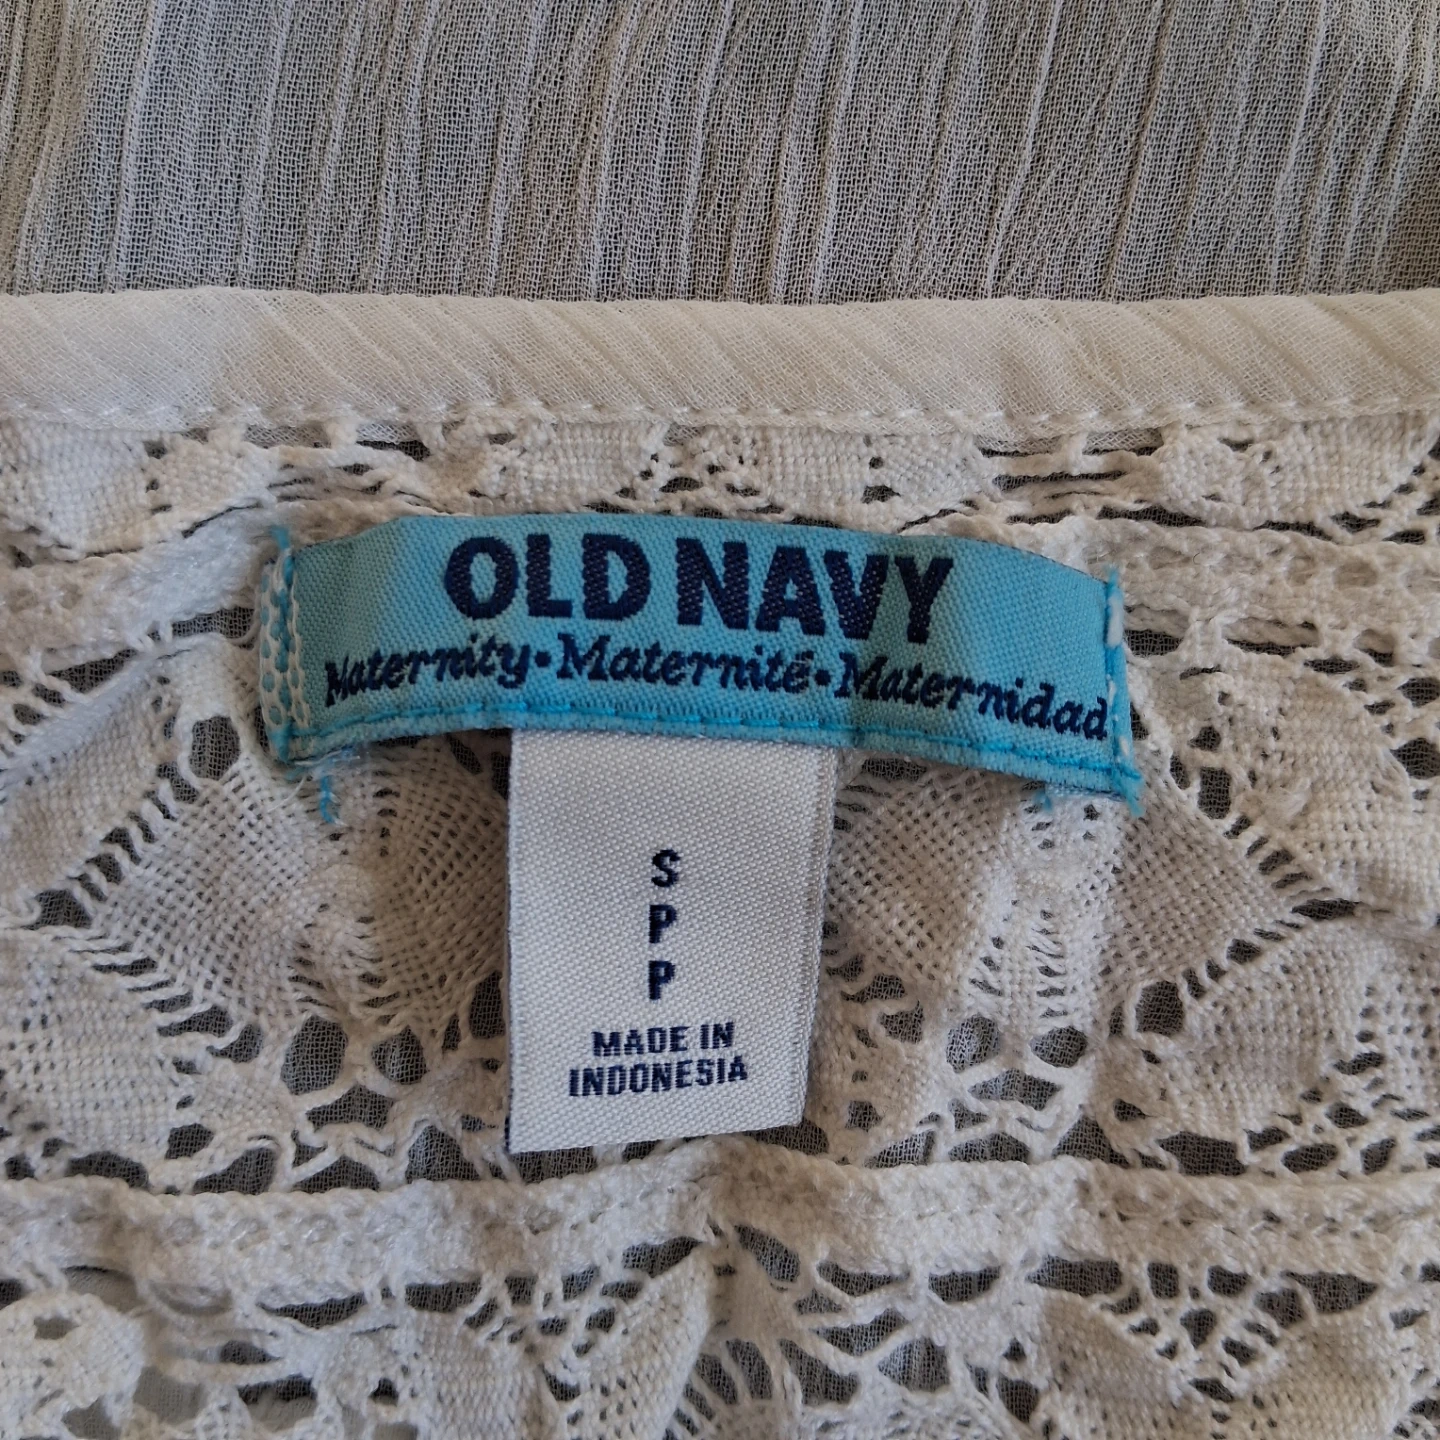 OLD NAVY
Maternity • Maternité • Maternidad
S
P
P
MADE IN
INDONESIA